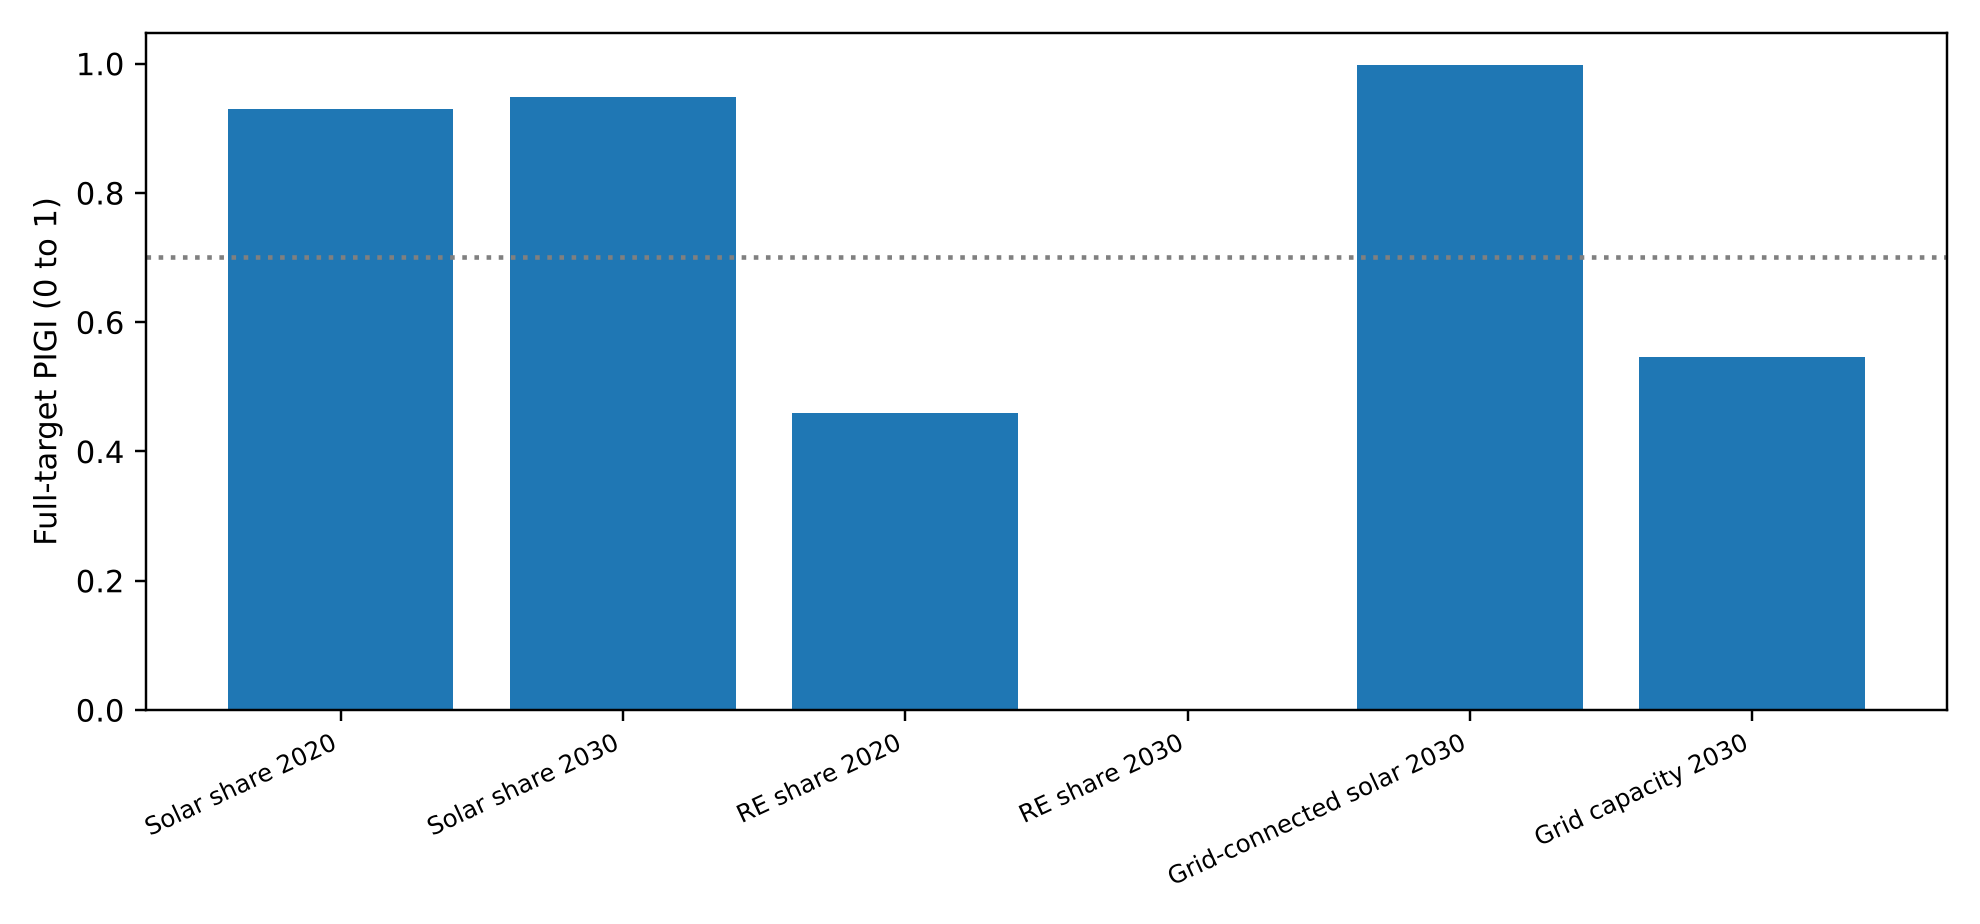 Full-target PIGI (0 to 1)
1.0
0.8
0.6
0.4
0.2
0.0
Solar share 2020
Solar share 2030
RE share 2020
RE share 2030
Grid-connected solar 2030
Grid capacity 2030